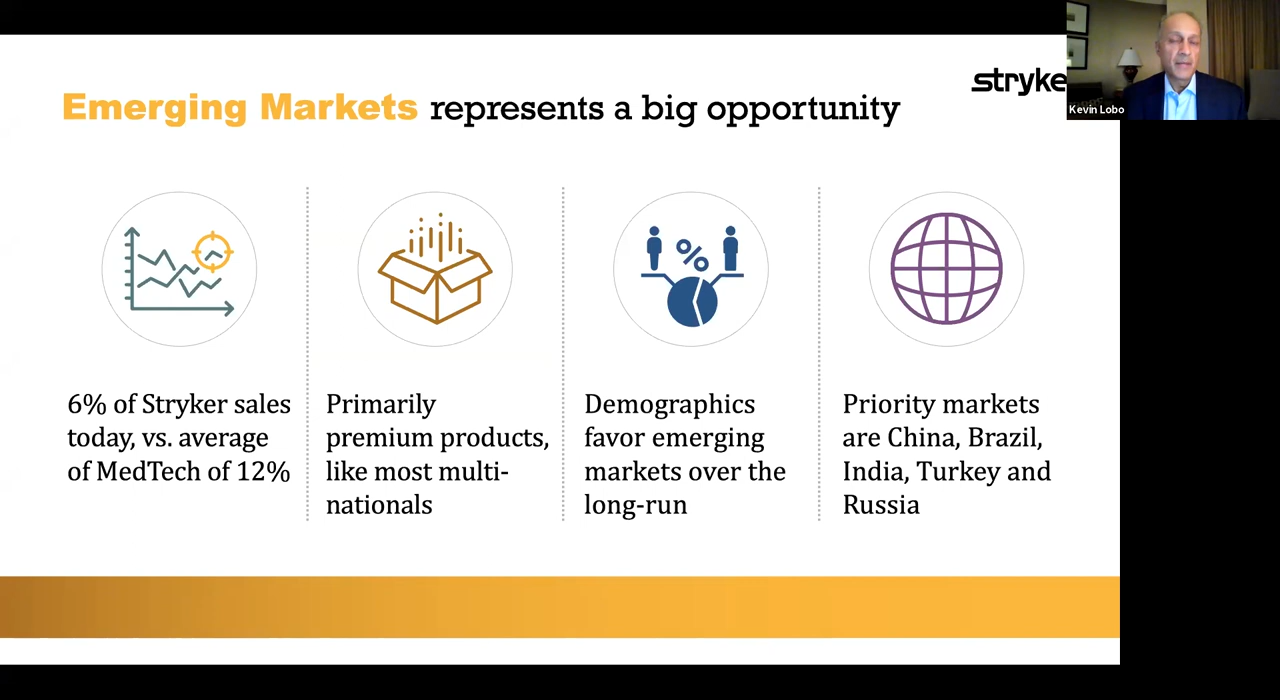 Emerging Markets represents a big opportunity
stryke
Kevin Lobo
%
6% of Stryker sales
today, vs. average
of MedTech of 12%
Primarily
premium products,
like most multi-
nationals
Demographics
favor emerging
markets over the
long-run
Priority markets
are China, Brazil,
India, Turkey and
Russia